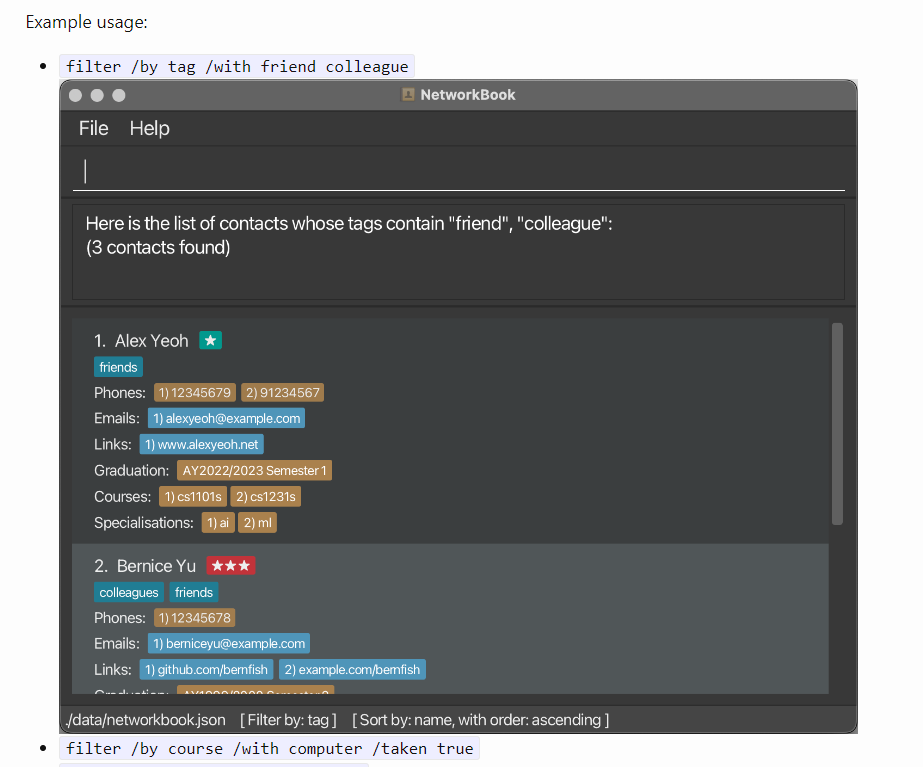 Example usage:
filter /by tag /with friend colleague
NetworkBook
File Help
Here is the list of contacts whose tags contain "friend", "colleague":
(3 contacts found)
1. Alex Yeoh
friends
Phones: 1) 12345679 2) 91234567
Emails: 1) alexyeoh@example.com
Links: 1) www.alexyeoh.net
Graduation: AY2022/2023 Semester 1
Courses: 1) cs1101s 2) cs1231s
Specialisations: 1) ai 2) ml
2. Bernice Yu
colleagues friends
Phones: 1) 12345678
Emails: 1) berniceyu@example.com
Links: 1) github.com/bernfish 2) example.com/bernfish
Graduation:
./data/networkbook.json [ Filter by: tag ] [ Sort by: name, with order: ascending ]
filter /by course /with computer /taken true